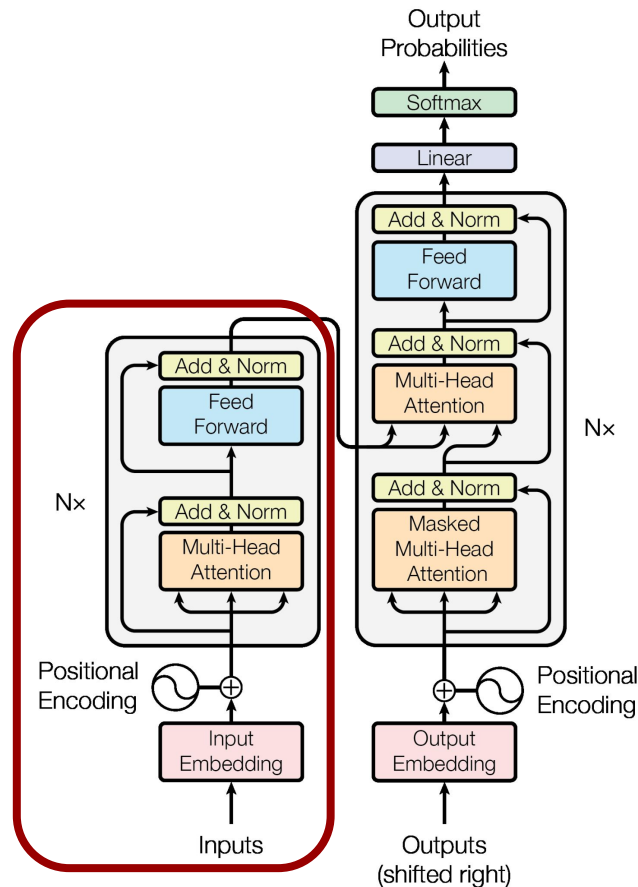 Output
Probabilities
Softmax
Linear
Add & Norm
Feed
Forward
Add & Norm
Multi-Head
Attention
Nx
Add & Norm
Masked
Multi-Head
Attention
Positional
Encoding
Output
Embedding
Outputs
(shifted right)
Add & Norm
Feed
Forward
Nx
Add & Norm
Multi-Head
Attention
Positional
Encoding
Input
Embedding
Inputs